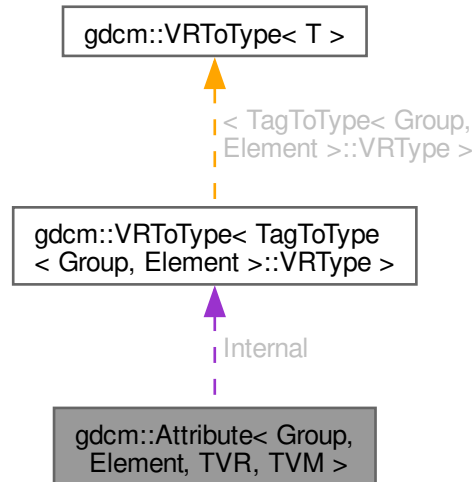 gdcm::VRToType< T >
< TagToType< Group,
Element >::VRType >
gdcm::VRToType< TagToType
< Group, Element >::VRType >
Internal
gdcm::Attribute< Group,
Element, TVR, TVM >